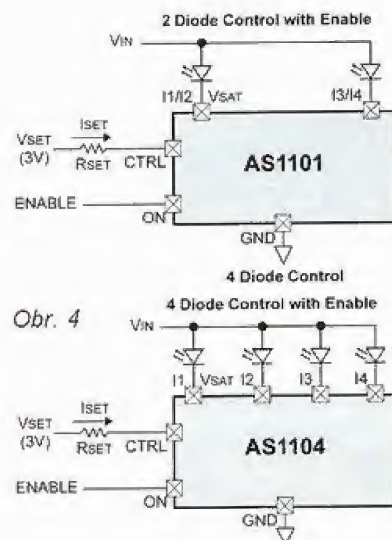 2 Diode Control with Enable
VIN
I1/I2 VSAT I3/I4
ISET
VSET
(3V)
RSET CTRL
AS1101
ENABLE
ON
GND
4 Diode Control
4 Diode Control with Enable
Obr. 4
VIN
I1 VSAT I2 I3 I4
ISET
VSET
(3V)
RSET CTRL
AS1104
ENABLE
ON
GND